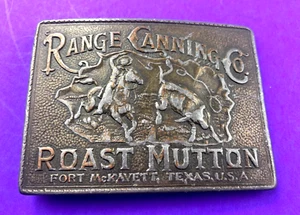 RANGE CANNING CO.
ROAST MUTTON
FORT McKAVETT, TEXAS, U.S.A.